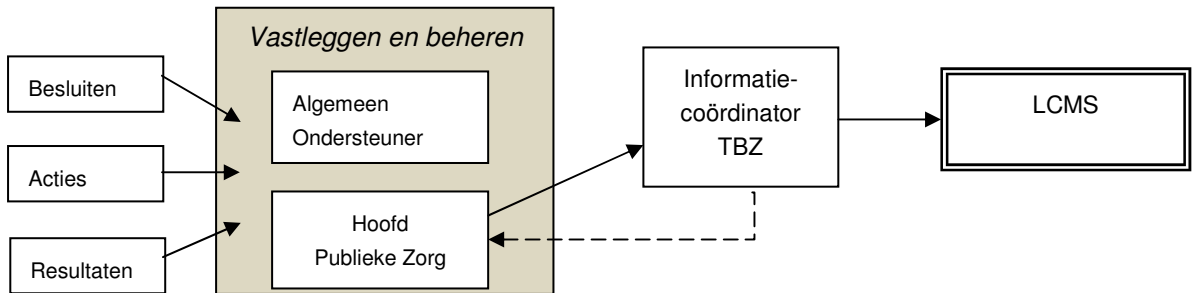 Vastleggen en beheren
Besluiten
Acties
Resultaten
Algemeen
Ondersteuner
Hoofd
Publieke Zorg
Informatie-
coördinator
TBZ
LCMS